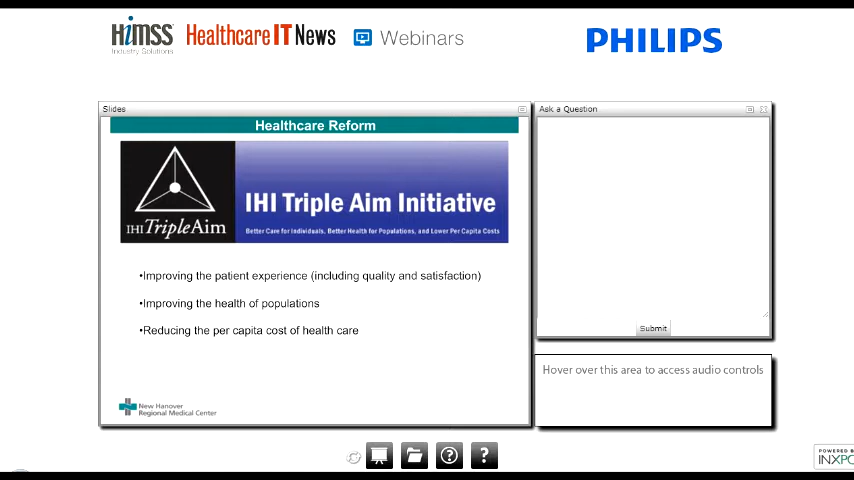 HiMSS
Industry Solutions
Healthcare IT News
Webinars
PHILIPS
Slides
Healthcare Reform
IHI TripleAim
IHI Triple Aim Initiative
Better Care for Individuals, Better Health for Populations, and Lower Per Capita Costs
•Improving the patient experience (including quality and satisfaction)
•Improving the health of populations
•Reducing the per capita cost of health care
New Hanover
Regional Medical Center
Ask a Question
Submit
Hover over this area to access audio controls
?
?
POWERED B
INXPO